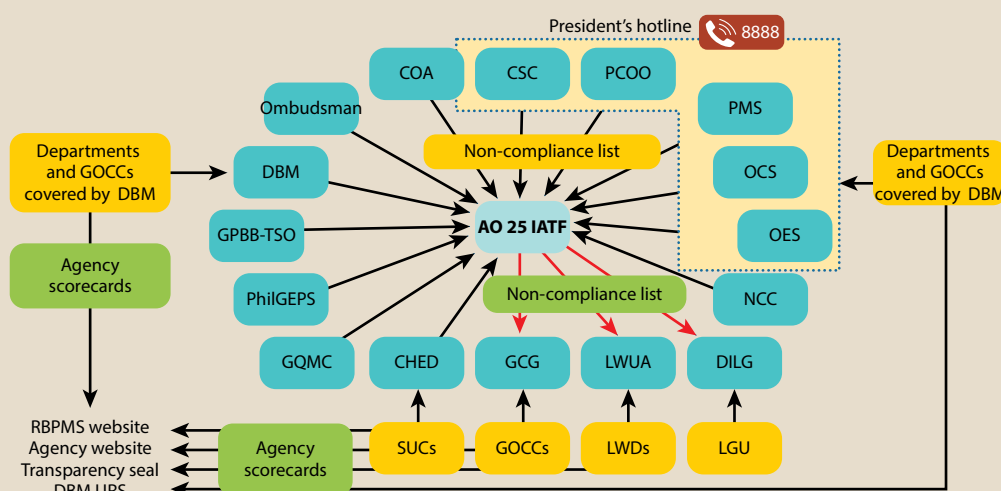 President's hotline
8888
COA
CSC
PCOO
Ombudsman
PMS
Departments
and GOCCs
covered by DBM
Non-compliance list
Departments
and GOCCs
covered by DBM
DBM
OCS
AO 25 IATF
GPBB-TSO
OES
Agency
scorecards
PhilGEPS
Non-compliance list
NCC
GQMC
CHED
GCG
LWUA
DILG
RBPMS website
Agency website
Transparency seal
DBM URS
Agency
scorecards
SUCs
GOCCs
LWDs
LGU